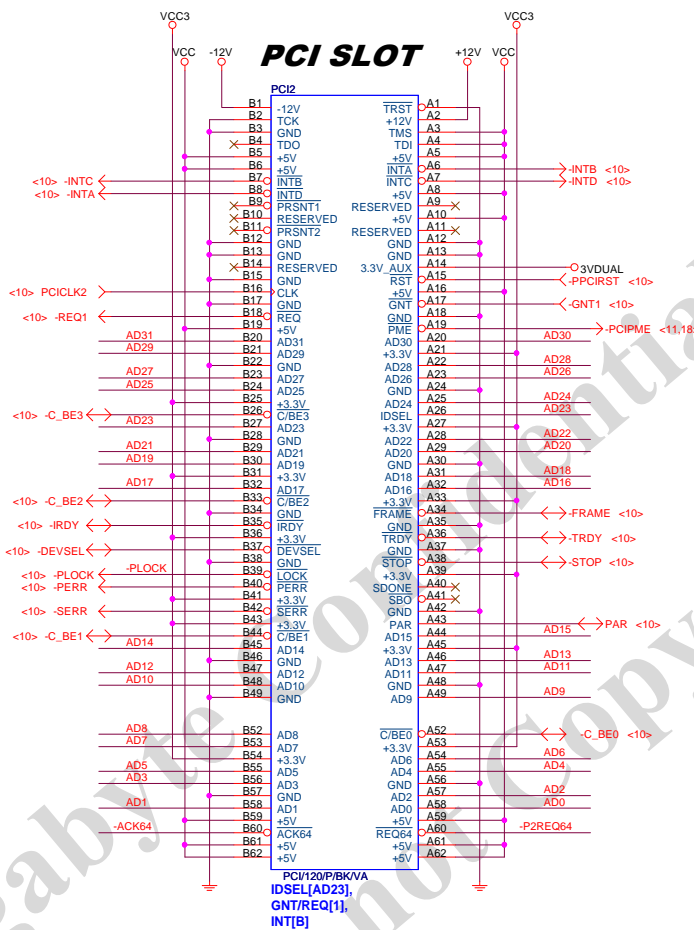 VCC3 VCC3
VCC -12V PCI SLOT +12V VCC
PCI2
B1 -12V TRST A1
B2 TCK +12V A2
B3 GND TMS A3
B4 TDO TDI A4
B5 +5V +5V A5
B6 +5V INTA A6 -INTB <10>
<10> -INTC B7 INTB INTC A7 -INTD <10>
<10> -INTA B8 INTD +5V A8
B9 PRSNT1 RESERVED A9
B10 RESERVED +5V A10
B11 PRSNT2 RESERVED A11
B12 GND GND A12
B13 GND GND A13
B14 RESERVED 3.3V_AUX A14 3VDUAL
B15 GND RST A15 -PPCIRST <10>
<10> PCICLK2 B16 CLK +5V A16
B17 GND GNT A17 -GNT1 <10>
<10> -REQ1 B18 REQ GND A18
B19 +5V PME A19 -PCIPME <11,18>
AD31 B20 AD31 AD30 A20 AD30
AD29 B21 AD29 +3.3V A21
B22 GND AD28 A22 AD28
AD27 B23 AD27 AD26 A23 AD26
AD25 B24 AD25 GND A24
B25 +3.3V AD24 A25 AD24
<10> -C_BE3 B26 C/BE3 IDSEL A26 AD23
AD23 B27 AD23 +3.3V A27
B28 GND AD22 A28 AD22
AD21 B29 AD21 AD20 A29 AD20
AD19 B30 AD19 GND A30
B31 +3.3V AD18 A31 AD18
AD17 B32 AD17 AD16 A32 AD16
<10> -C_BE2 B33 C/BE2 +3.3V A33
B34 GND FRAME A34 -FRAME <10>
<10> -IRDY B35 IRDY GND A35
B36 +3.3V TRDY A36 -TRDY <10>
<10> -DEVSEL B37 DEVSEL GND A37
B38 GND STOP A38 -STOP <10>
<10> -PLOCK -PLOCK B39 LOCK +3.3V A39
<10> -PERR B40 PERR SDONE A40
B41 +3.3V SBO A41
<10> -SERR B42 SERR GND A42
B43 +3.3V PAR A43 PAR <10>
<10> -C_BE1 B44 C/BE1 AD15 A44 AD15
AD14 B45 AD14 +3.3V A45
B46 GND AD13 A46 AD13
AD12 B47 AD12 AD11 A47 AD11
AD10 B48 AD10 GND A48
B49 GND AD9 A49 AD9
AD8 B52 AD8 C/BE0 A52 -C_BE0 <10>
AD7 B53 AD7 +3.3V A53
B54 +3.3V AD6 A54 AD6
AD5 B55 AD5 AD4 A55 AD4
AD3 B56 AD3 GND A56
B57 GND AD2 A57 AD2
AD1 B58 AD1 AD0 A58 AD0
B59 +5V +5V A59
-ACK64 B60 ACK64 REQ64 A60 -P2REQ64
B61 +5V +5V A61
B62 +5V +5V A62
PCI/120/P/BK/VA
IDSEL[AD23],
GNT/REQ[1],
INT[B]